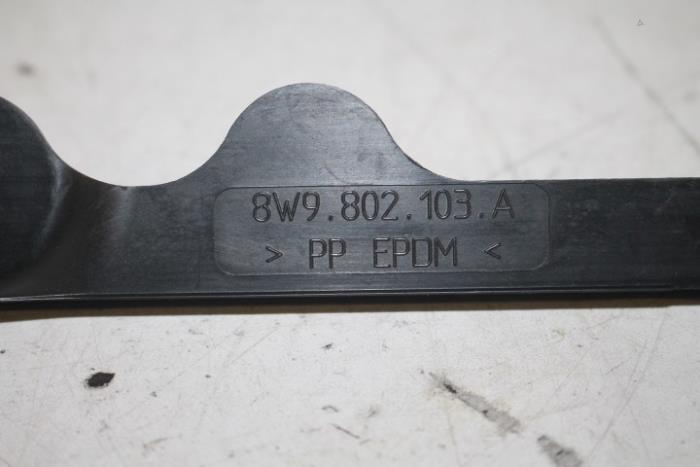 8W9.802.103.A
> PP EPDM <